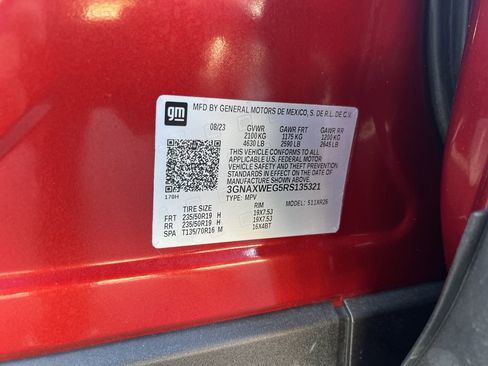 gm
MFD BY GENERAL MOTORS DE MEXICO, S. DE R.L. DE C.V.
08/23 GVWR GAWR FRT GAWR RR
2100 KG 1175 KG 1200 KG
4630 LB 2590 LB 2645 LB
THIS VEHICLE CONFORMS TO ALL
APPLICABLE U.S. FEDERAL MOTOR
VEHICLE SAFETY AND THEFT PREVENTION
STANDARDS IN EFFECT ON THE DATE OF
MANUFACTURE SHOWN ABOVE.
3GNAXWEG5RS135321
170H TYPE: MPV MODEL: 511XR26
TIRE SIZE RIM
FRT 235/50R19 H 19X7.5J
RR 235/50R19 H 19X7.5J
SPA T135/70R16 M 16X4BT